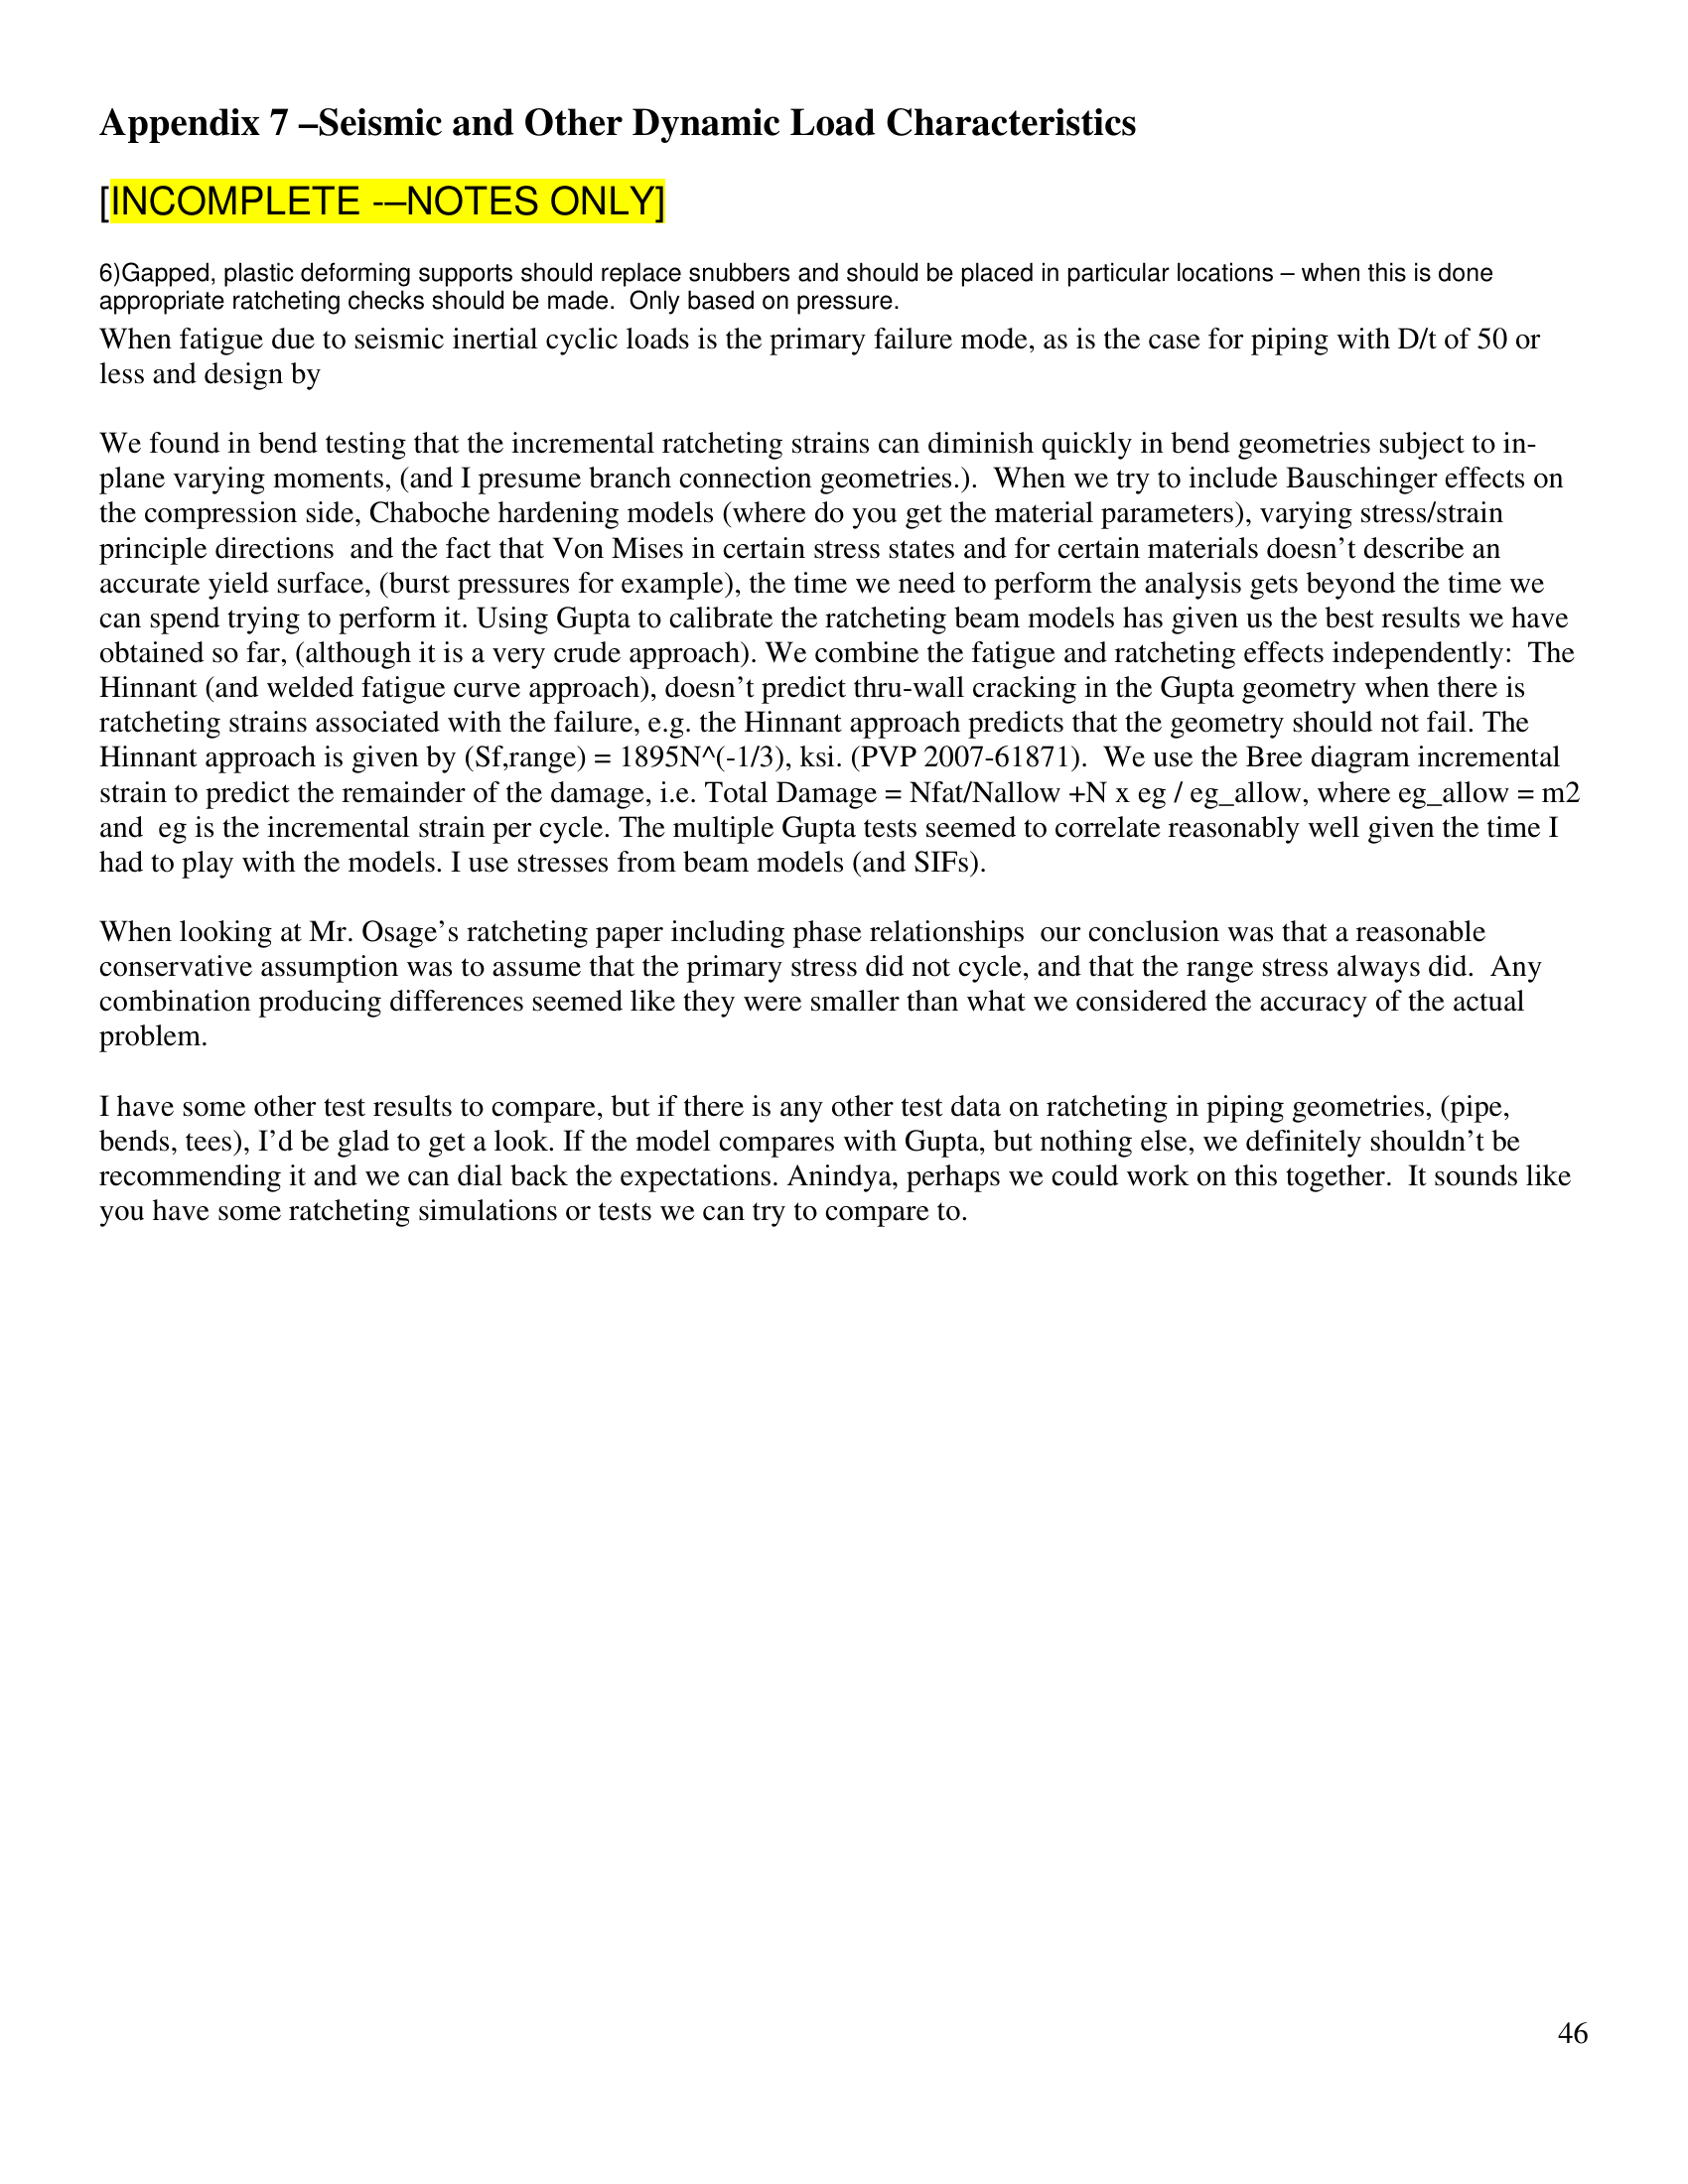 Appendix 7 –Seismic and Other Dynamic Load Characteristics
[INCOMPLETE -–NOTES ONLY]
6)Gapped, plastic deforming supports should replace snubbers and should be placed in particular locations – when this is done
appropriate ratcheting checks should be made.  Only based on pressure.
When fatigue due to seismic inertial cyclic loads is the primary failure mode, as is the case for piping with D/t of 50 or
less and design by
We found in bend testing that the incremental ratcheting strains can diminish quickly in bend geometries subject to in-
plane varying moments, (and I presume branch connection geometries.).  When we try to include Bauschinger effects on
the compression side, Chaboche hardening models (where do you get the material parameters), varying stress/strain
principle directions  and the fact that Von Mises in certain stress states and for certain materials doesn’t describe an
accurate yield surface, (burst pressures for example), the time we need to perform the analysis gets beyond the time we
can spend trying to perform it. Using Gupta to calibrate the ratcheting beam models has given us the best results we have
obtained so far, (although it is a very crude approach). We combine the fatigue and ratcheting effects independently:  The
Hinnant (and welded fatigue curve approach), doesn’t predict thru-wall cracking in the Gupta geometry when there is
ratcheting strains associated with the failure, e.g. the Hinnant approach predicts that the geometry should not fail. The
Hinnant approach is given by (Sf,range) = 1895N^(-1/3), ksi. (PVP 2007-61871).  We use the Bree diagram incremental
strain to predict the remainder of the damage, i.e. Total Damage = Nfat/Nallow +N x eg / eg_allow, where eg_allow = m2
and  eg is the incremental strain per cycle. The multiple Gupta tests seemed to correlate reasonably well given the time I
had to play with the models. I use stresses from beam models (and SIFs).
When looking at Mr. Osage’s ratcheting paper including phase relationships  our conclusion was that a reasonable
conservative assumption was to assume that the primary stress did not cycle, and that the range stress always did.  Any
combination producing differences seemed like they were smaller than what we considered the accuracy of the actual
problem.
I have some other test results to compare, but if there is any other test data on ratcheting in piping geometries, (pipe,
bends, tees), I’d be glad to get a look. If the model compares with Gupta, but nothing else, we definitely shouldn’t be
recommending it and we can dial back the expectations. Anindya, perhaps we could work on this together.  It sounds like
you have some ratcheting simulations or tests we can try to compare to.
46